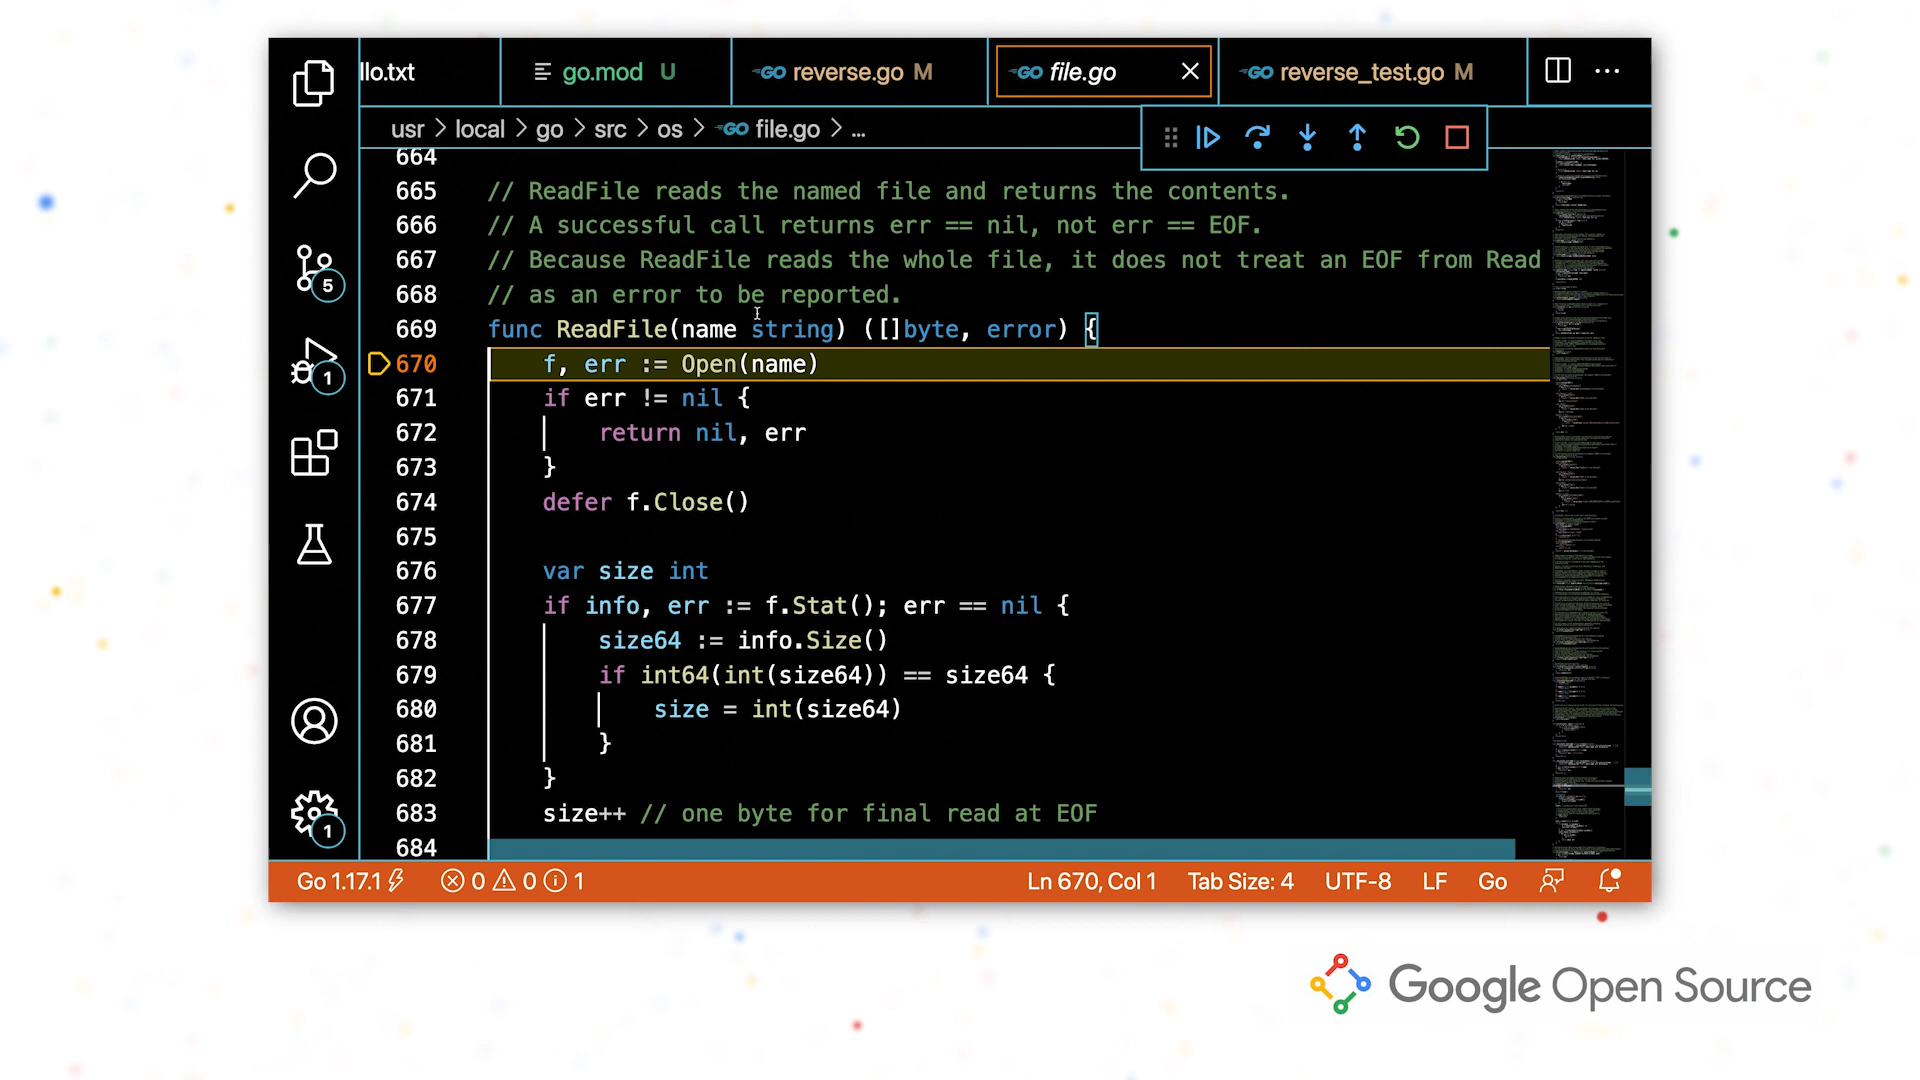 llo.txt
go.mod U
GO reverse.go M
GO file.go
GO reverse_test.go M
usr > local > go > src > os > GO file.go > ...
664
665 // ReadFile reads the named file and returns the contents.
666 // A successful call returns err == nil, not err == EOF.
667 // Because ReadFile reads the whole file, it does not treat an EOF from Read
668 // as an error to be reported.
669 func ReadFile(name string) ([]byte, error) {
670 f, err := Open(name)
671 if err != nil {
672 return nil, err
673 }
674 defer f.Close()
675
676 var size int
677 if info, err := f.Stat(); err == nil {
678 size64 := info.Size()
679 if int64(int(size64)) == size64 {
680 size = int(size64)
681 }
682 }
683 size++ // one byte for final read at EOF
684
5
1
1
Go 1.17.1 0 0 1 Ln 670, Col 1 Tab Size: 4 UTF-8 LF Go
Google Open Source